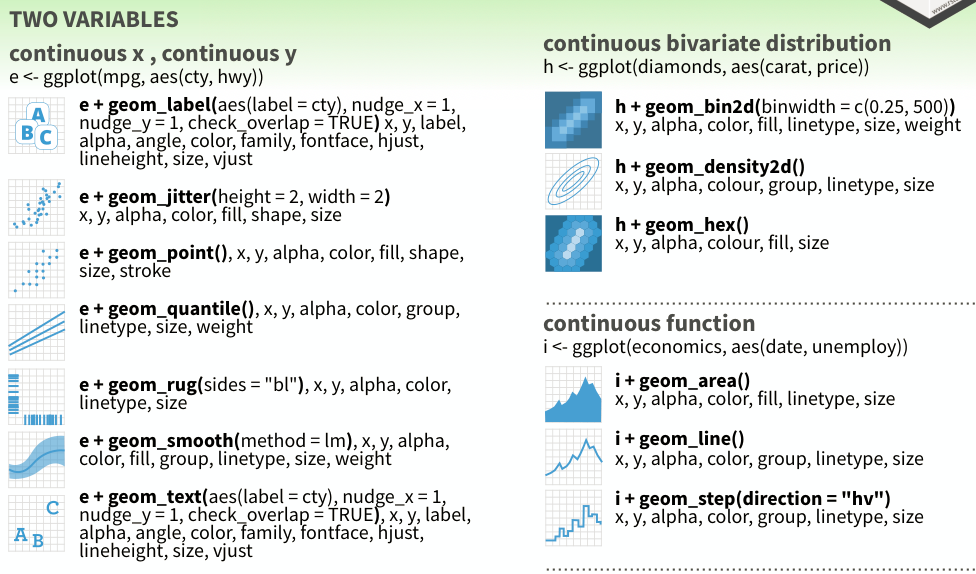 TWO VARIABLES
continuous x , continuous y
e <- ggplot(mpg, aes(cty, hwy))
A
B
C
e + geom_label(aes(label = cty), nudge_x = 1,
nudge_y = 1, check_overlap = TRUE) x, y, label,
alpha, angle, color, family, fontface, hjust,
lineheight, size, vjust
e + geom_jitter(height = 2, width = 2)
x, y, alpha, color, fill, shape, size
e + geom_point(), x, y, alpha, color, fill, shape,
size, stroke
e + geom_quantile(), x, y, alpha, color, group,
linetype, size, weight
e + geom_rug(sides = "bl"), x, y, alpha, color,
linetype, size
e + geom_smooth(method = lm), x, y, alpha,
color, fill, group, linetype, size, weight
C
A B
e + geom_text(aes(label = cty), nudge_x = 1,
nudge_y = 1, check_overlap = TRUE), x, y, label,
alpha, angle, color, family, fontface, hjust,
lineheight, size, vjust
continuous bivariate distribution
h <- ggplot(diamonds, aes(carat, price))
h + geom_bin2d(binwidth = c(0.25, 500))
x, y, alpha, color, fill, linetype, size, weight
h + geom_density2d()
x, y, alpha, colour, group, linetype, size
h + geom_hex()
x, y, alpha, colour, fill, size
continuous function
i <- ggplot(economics, aes(date, unemploy))
i + geom_area()
x, y, alpha, color, fill, linetype, size
i + geom_line()
x, y, alpha, color, group, linetype, size
i + geom_step(direction = "hv")
x, y, alpha, color, group, linetype, size